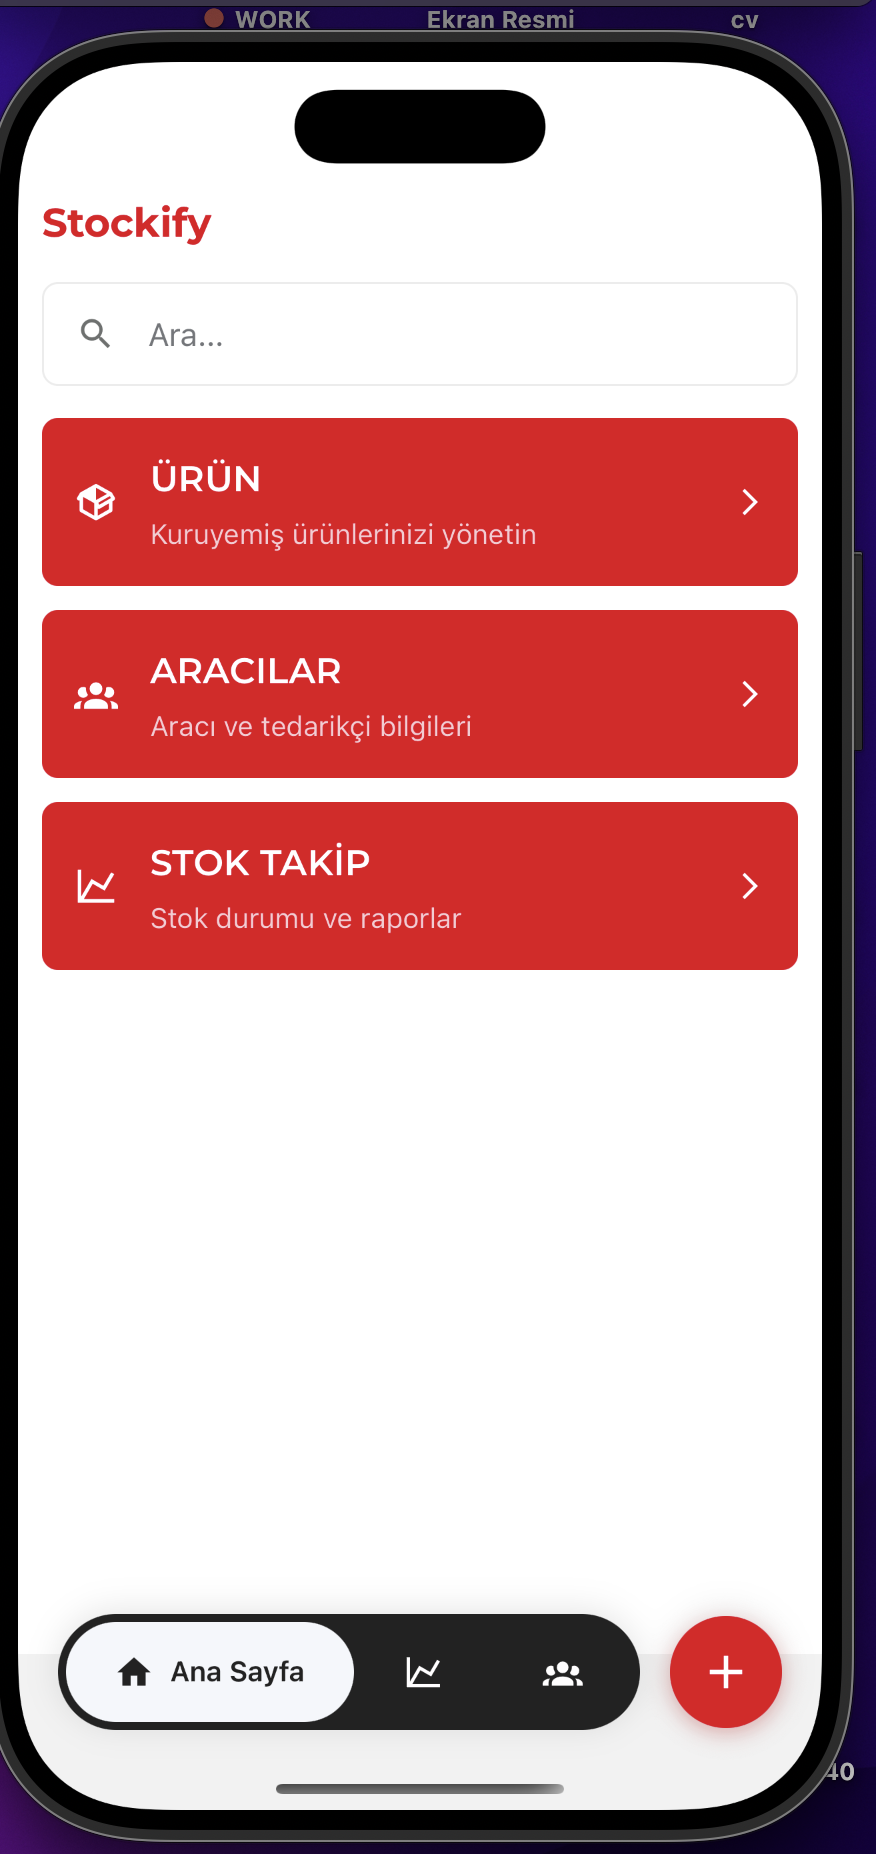 WORK
Ekran Resmi
cv
Stockify
Ara...
ÜRÜN
Kuruyemiş ürünlerinizi yönetin
ARACILAR
Aracı ve tedarikçi bilgileri
STOK TAKİP
Stok durumu ve raporlar
Ana Sayfa
40